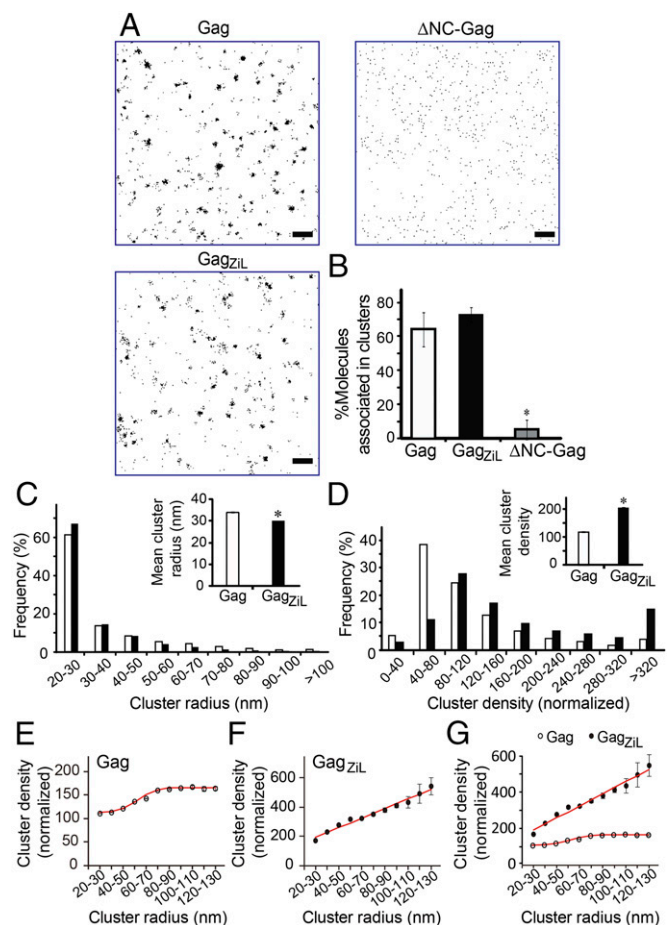 A
Gag
ΔNC-Gag
GagZiL
B
%Molecules
associated in clusters
80
60
40
20
0
*
Gag
GagZiL
ΔNC-Gag
C
Frequency (%)
60
40
20
0
20-30
30-40
40-50
50-60
60-70
70-80
80-90
90-100
>100
Cluster radius (nm)
Mean cluster
radius (nm)
40
30
20
10
0
*
Gag
GagZiL
D
Frequency (%)
40
30
20
10
0
0-40
40-80
80-120
120-160
160-200
200-240
240-280
280-320
>320
Cluster density (normalized)
Mean cluster
density
200
100
0
*
Gag
GagZiL
E
Gag
Cluster density
(normalized)
150
100
50
0
20-30
40-50
60-70
80-90
100-110
120-130
Cluster radius (nm)
F
GagZiL
Cluster density
(normalized)
600
400
200
0
20-30
40-50
60-70
80-90
100-110
120-130
Cluster radius (nm)
G
Gag
GagZiL
Cluster density
(normalized)
600
400
200
0
20-30
40-50
60-70
80-90
100-110
120-130
Cluster radius (nm)